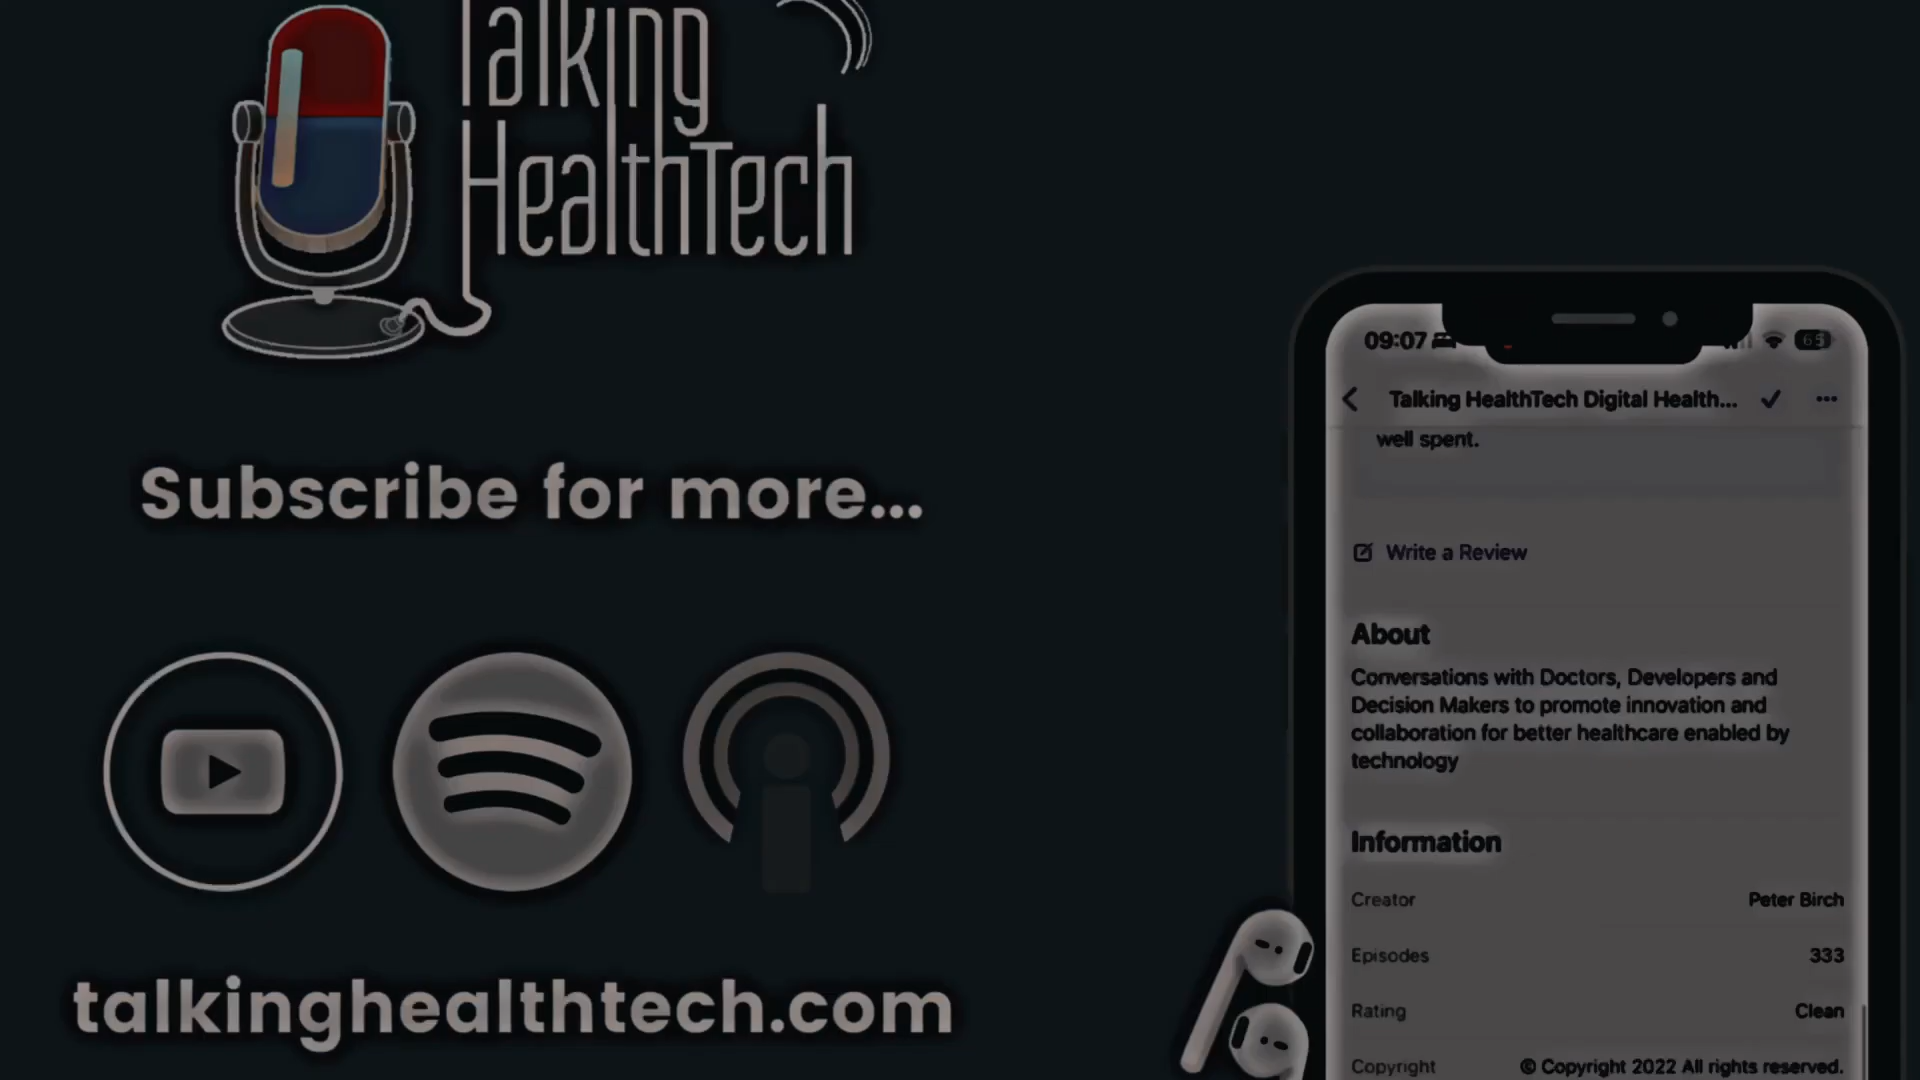 Talking
HealthTech
Subscribe for more...
talkinghealthtech.com
09:07
65
Talking HealthTech Digital Health...
well spent.
Write a Review
About
Conversations with Doctors, Developers and
Decision Makers to promote innovation and
collaboration for better healthcare enabled by
technology
Information
Creator Peter Birch
Episodes 333
Rating Clean
Copyright © Copyright 2022 All rights reserved.